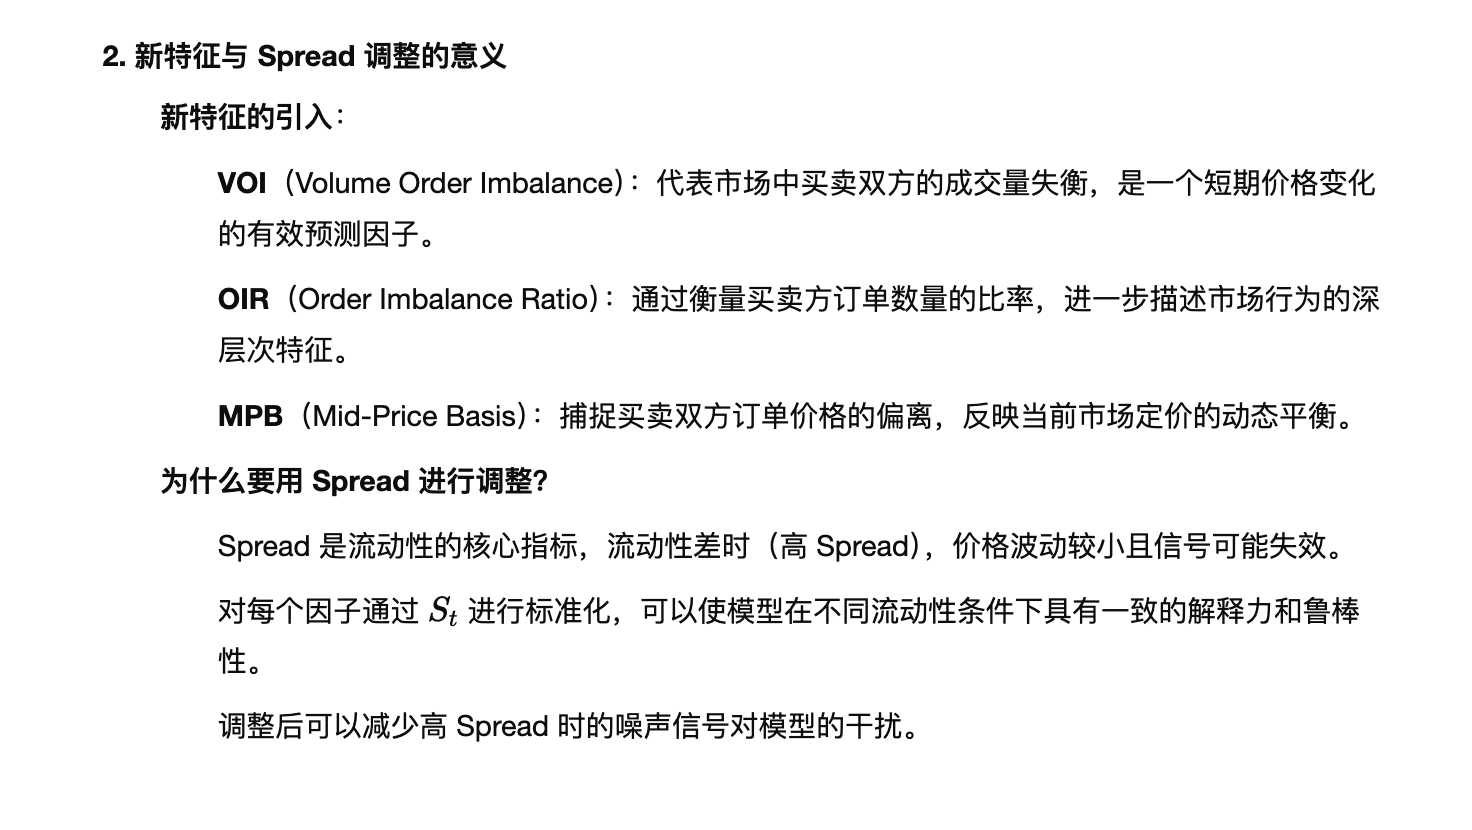 2. 新特征与 Spread 调整的意义
新特征的引入：
VOI（Volume Order Imbalance）：代表市场中买卖双方的成交量失衡，是一个短期价格变化
的有效预测因子。
OIR（Order Imbalance Ratio）：通过衡量买卖方订单数量的比率，进一步描述市场行为的深
层次特征。
MPB（Mid-Price Basis）：捕捉买卖双方订单价格的偏离，反映当前市场定价的动态平衡。
为什么要用 Spread 进行调整?
Spread 是流动性的核心指标，流动性差时（高 Spread），价格波动较小且信号可能失效。
对每个因子通过 S_t 进行标准化，可以使模型在不同流动性条件下具有一致的解释力和鲁棒
性。
调整后可以减少高 Spread 时的噪声信号对模型的干扰。